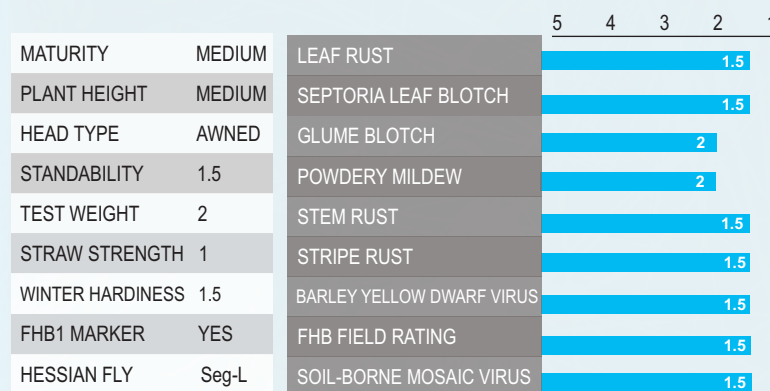 5 4 3 2 1
MATURITY MEDIUM
PLANT HEIGHT MEDIUM
HEAD TYPE AWNED
STANDABILITY 1.5
TEST WEIGHT 2
STRAW STRENGTH 1
WINTER HARDINESS 1.5
FHB1 MARKER YES
HESSIAN FLY Seg-L
LEAF RUST 1.5
SEPTORIA LEAF BLOTCH 1.5
GLUME BLOTCH 2
POWDERY MILDEW 2
STEM RUST 1.5
STRIPE RUST 1.5
BARLEY YELLOW DWARF VIRUS 1.5
FHB FIELD RATING 1.5
SOIL-BORNE MOSAIC VIRUS 1.5